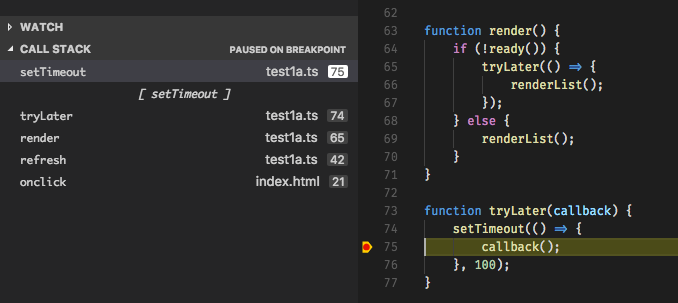 WATCH
CALL STACK PAUSED ON BREAKPOINT
setTimeout test1a.ts 75
[ setTimeout ]
tryLater test1a.ts 74
render test1a.ts 65
refresh test1a.ts 42
onclick index.html 21
62
63 function render() {
64 if (!ready()) {
65 tryLater(() => {
66 renderList();
67 });
68 } else {
69 renderList();
70 }
71 }
72
73 function tryLater(callback) {
74 setTimeout(() => {
75 callback();
76 }, 100);
77 }